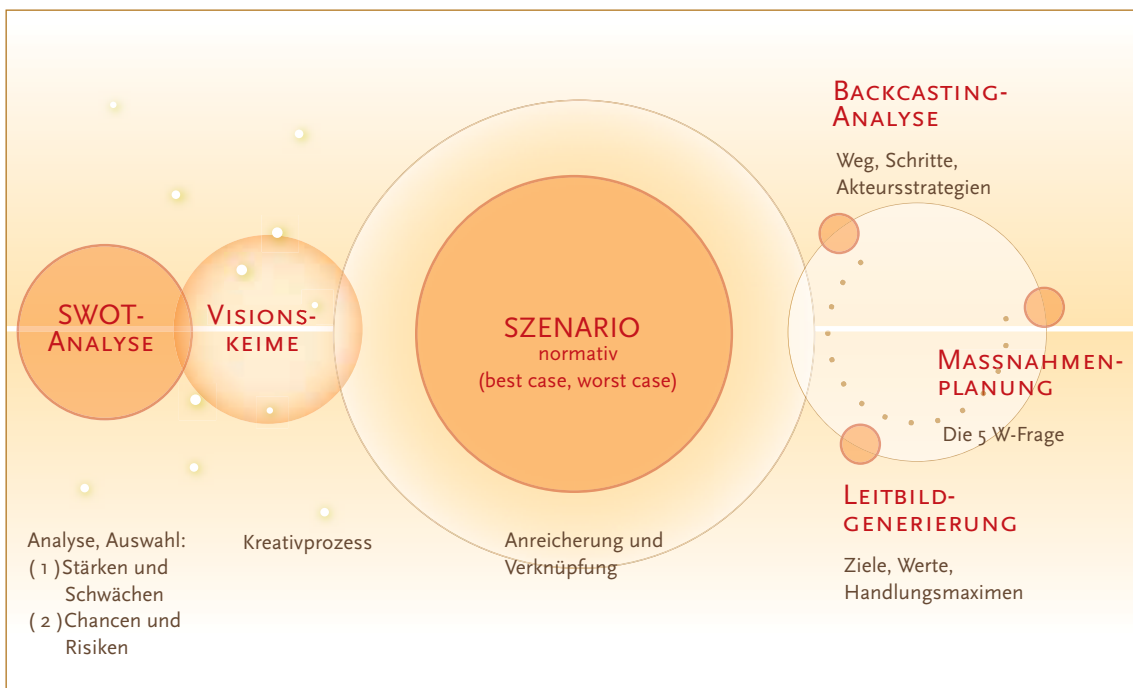 SWOT-
ANALYSE
VISIONS-
KEIME
Analyse, Auswahl:
(1)Stärken und
Schwächen
(2)Chancen und
Risiken
Kreativprozess
SZENARIO
normativ
(best case, worst case)
Anreicherung und
Verknüpfung
BACKCASTING-
ANALYSE
Weg, Schritte,
Akteursstrategien
MASSNAHMEN-
PLANUNG
Die 5 W-Frage
LEITBILD-
GENERIERUNG
Ziele, Werte,
Handlungsmaximen